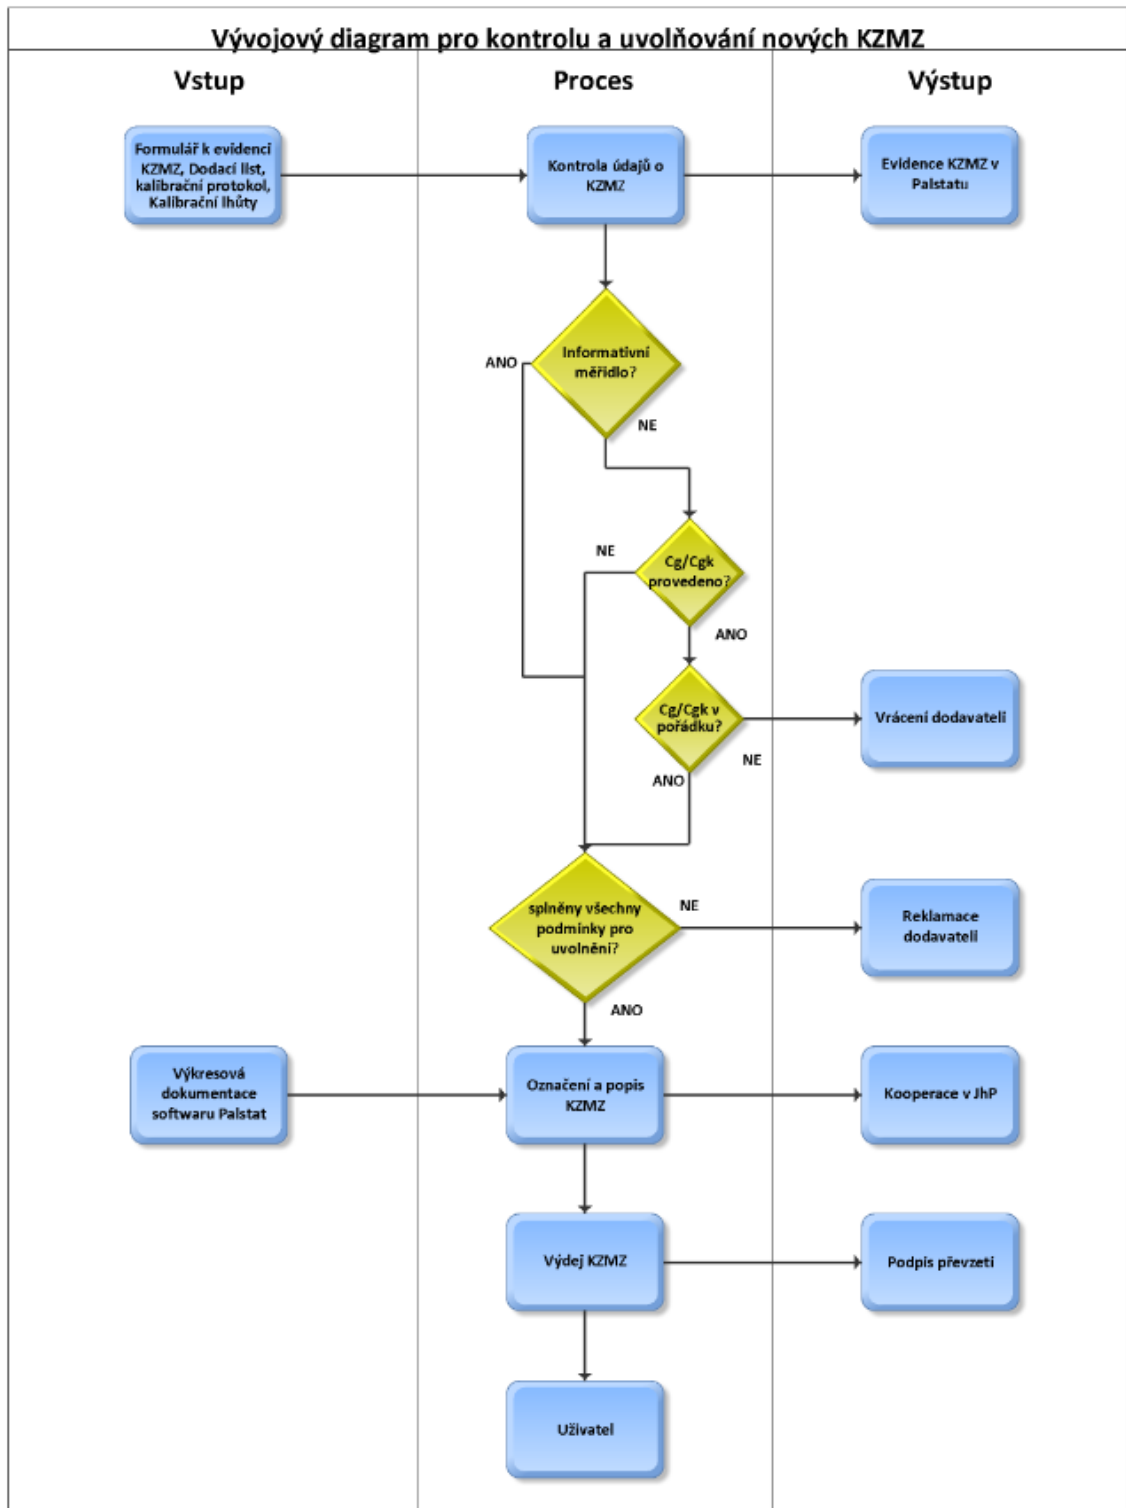 Vývojový diagram pro kontrolu a uvolňování nových KZMZ
Vstup
Proces
Výstup
Formulář k evidenci
KZMZ, Dodací list,
kalibrační protokol,
Kalibrační lhůty
Kontrola údajů o
KZMZ
Evidence KZMZ v
Palstatu
Informativní
měřidlo?
ANO
NE
Cg/Cgk
provedeno?
NE
ANO
Cg/Cgk v
pořádku?
Vrácení dodavateli
NE
ANO
splněny všechny
podmínky pro
uvolnění?
NE
Reklamace
dodavateli
ANO
Výkresová
dokumentace
softwaru Palstat
Označení a popis
KZMZ
Kooperace v JhP
Výdej KZMZ
Podpis převzetí
Uživatel